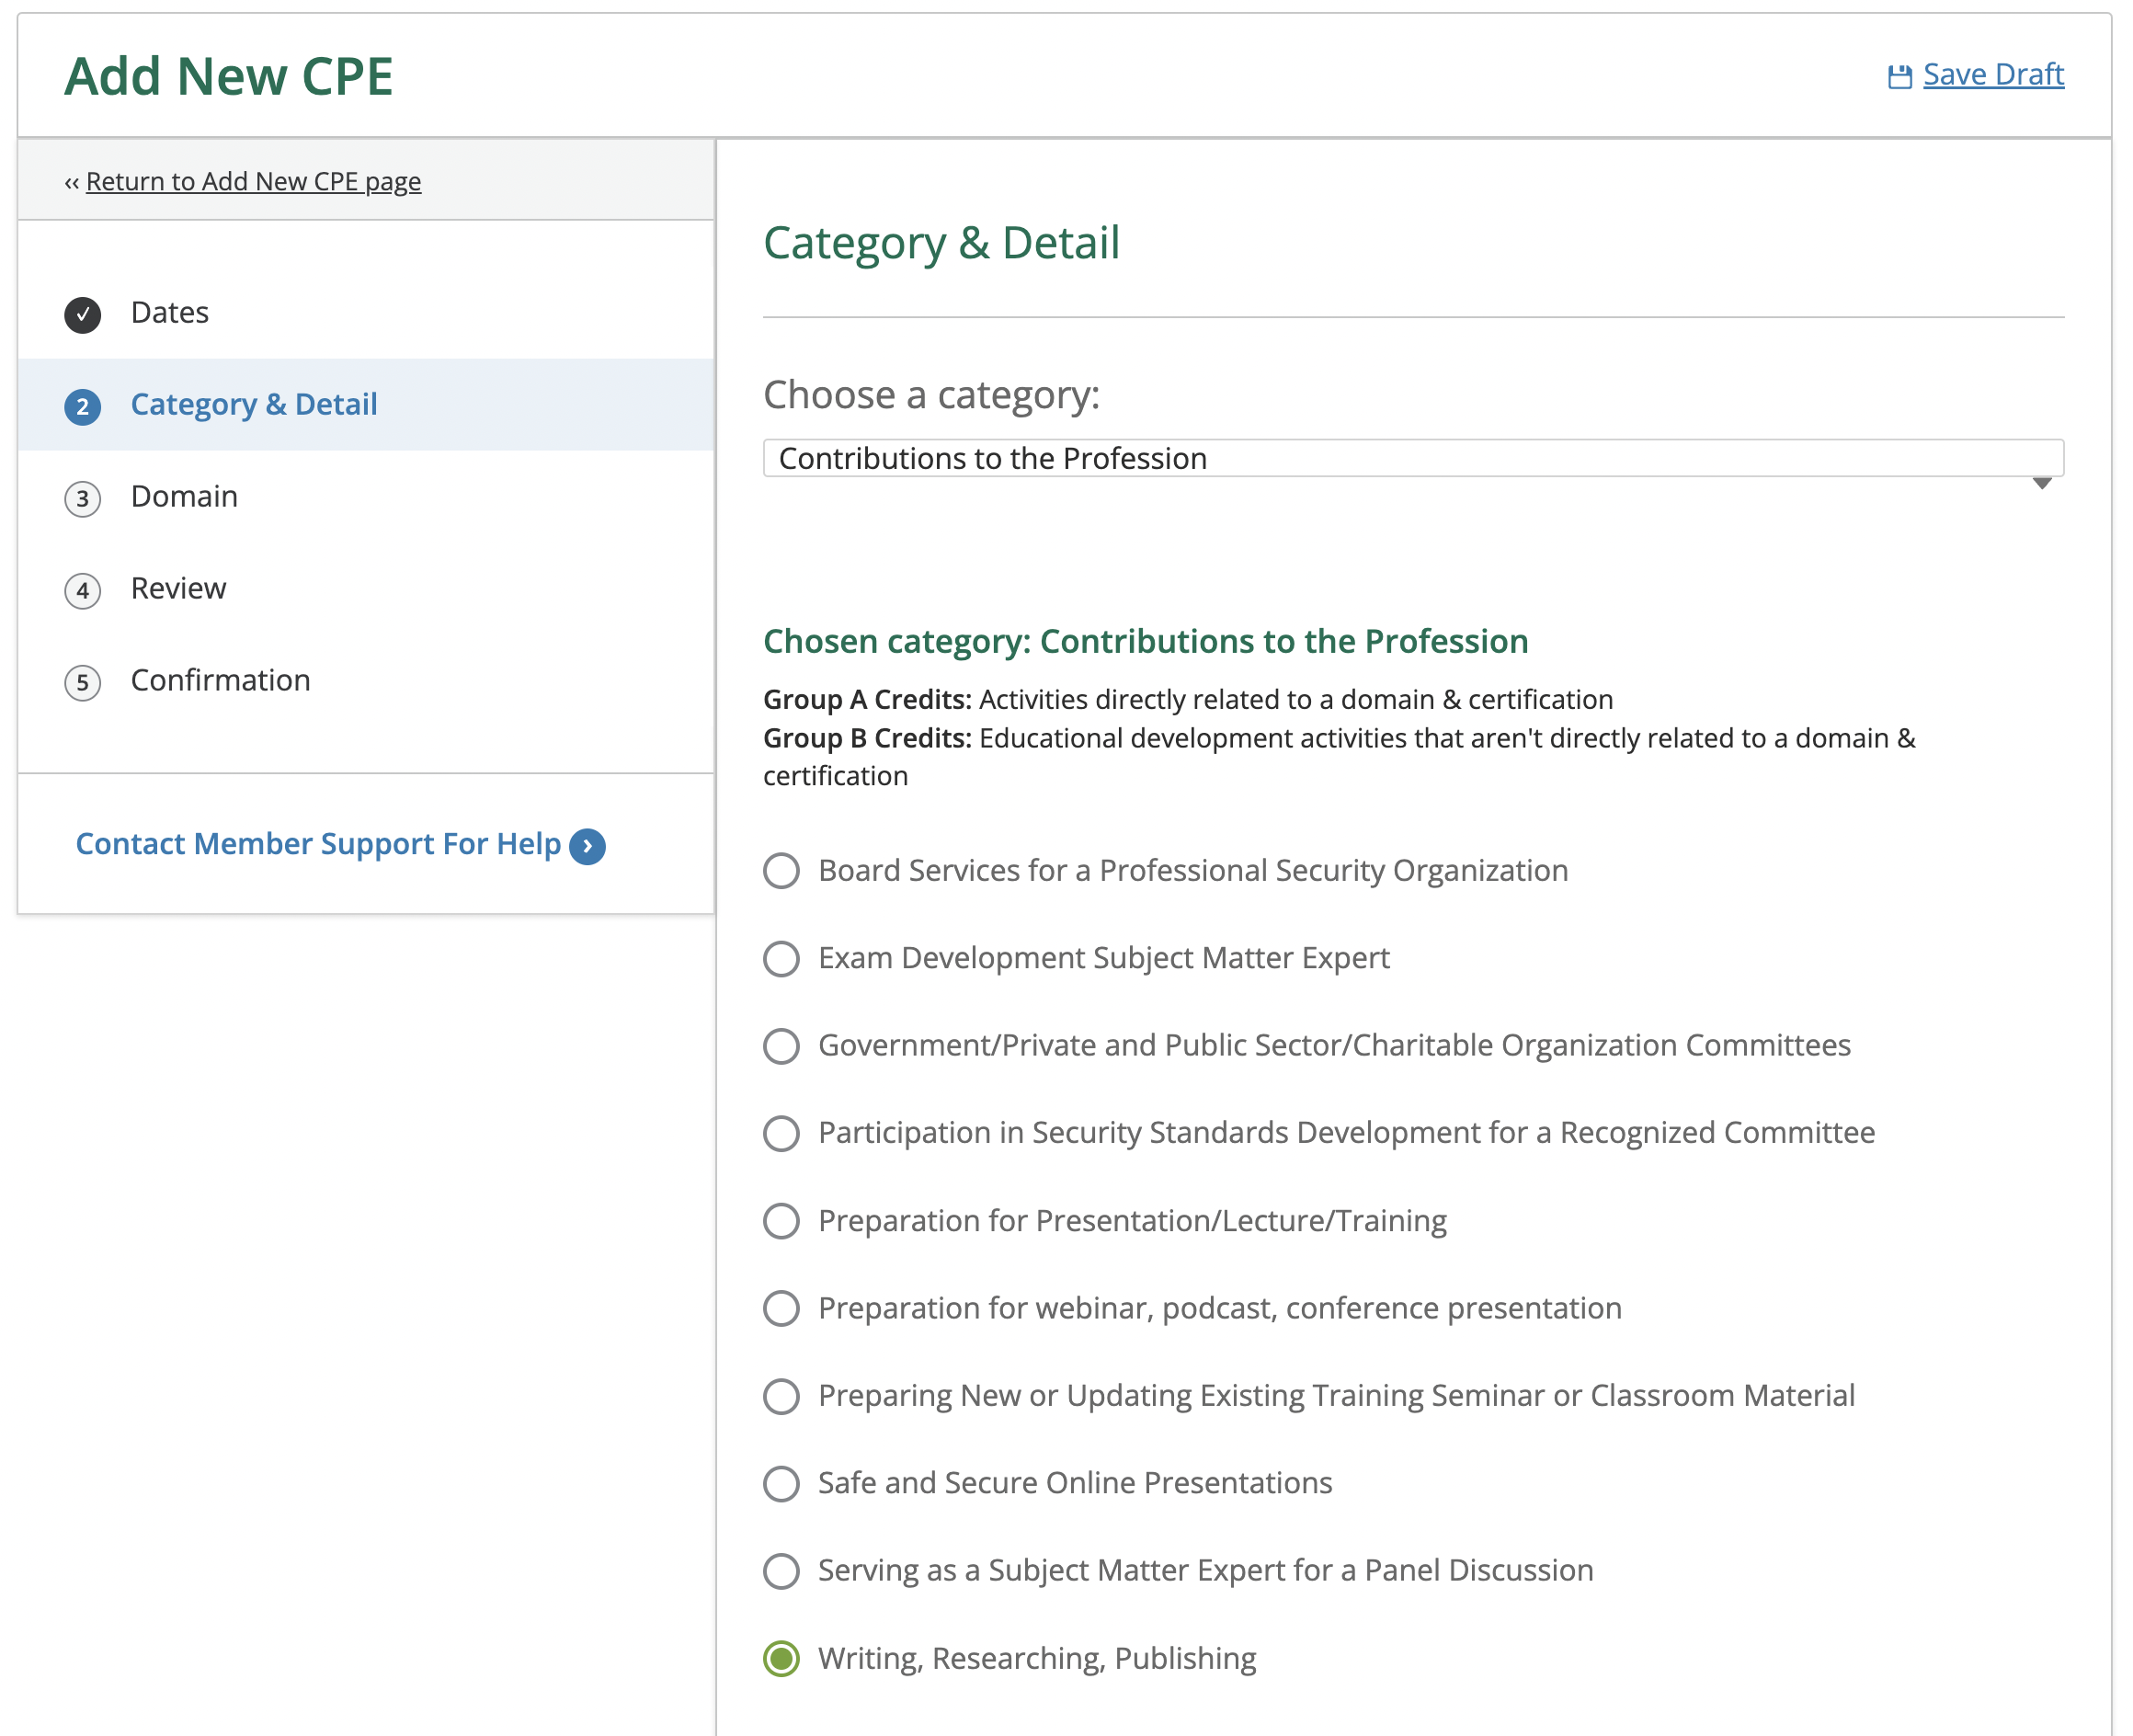 Add New CPE
Save Draft
‹‹ Return to Add New CPE page
✓ Dates
2 Category & Detail
3 Domain
4 Review
5 Confirmation
Contact Member Support For Help ›
Category & Detail
Choose a category:
Contributions to the Profession
Chosen category: Contributions to the Profession
Group A Credits: Activities directly related to a domain & certification
Group B Credits: Educational development activities that aren't directly related to a domain &
certification
Board Services for a Professional Security Organization
Exam Development Subject Matter Expert
Government/Private and Public Sector/Charitable Organization Committees
Participation in Security Standards Development for a Recognized Committee
Preparation for Presentation/Lecture/Training
Preparation for webinar, podcast, conference presentation
Preparing New or Updating Existing Training Seminar or Classroom Material
Safe and Secure Online Presentations
Serving as a Subject Matter Expert for a Panel Discussion
Writing, Researching, Publishing